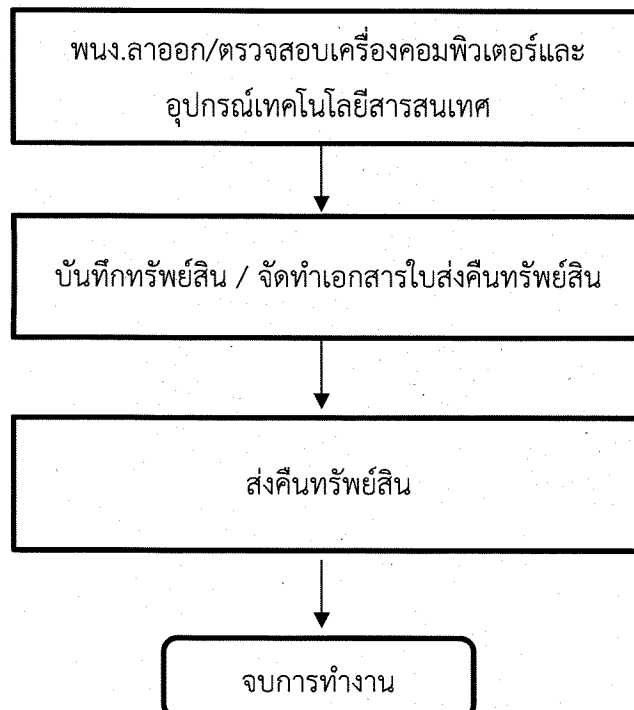 พนง.ลาออก/ตรวจสอบเครื่องคอมพิวเตอร์และ
อุปกรณ์เทคโนโลยีสารสนเทศ
บันทึกทรัพย์สิน / จัดทำเอกสารใบส่งคืนทรัพย์สิน
ส่งคืนทรัพย์สิน
จบการทำงาน